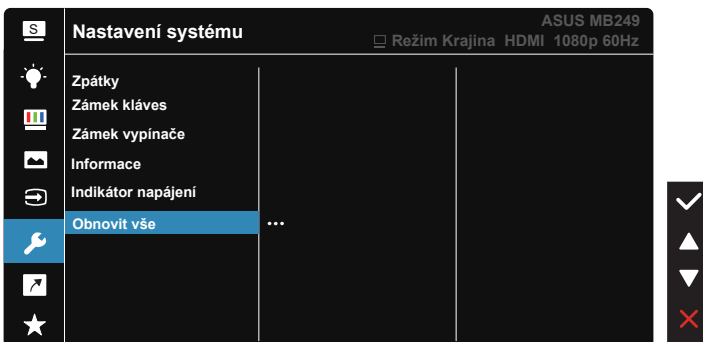 S
Nastavení systému
ASUS MB249
Režim Krajina HDMI 1080p 60Hz
Zpátky
Zámek kláves
Zámek vypínače
Informace
Indikátor napájení
Obnovit vše
...